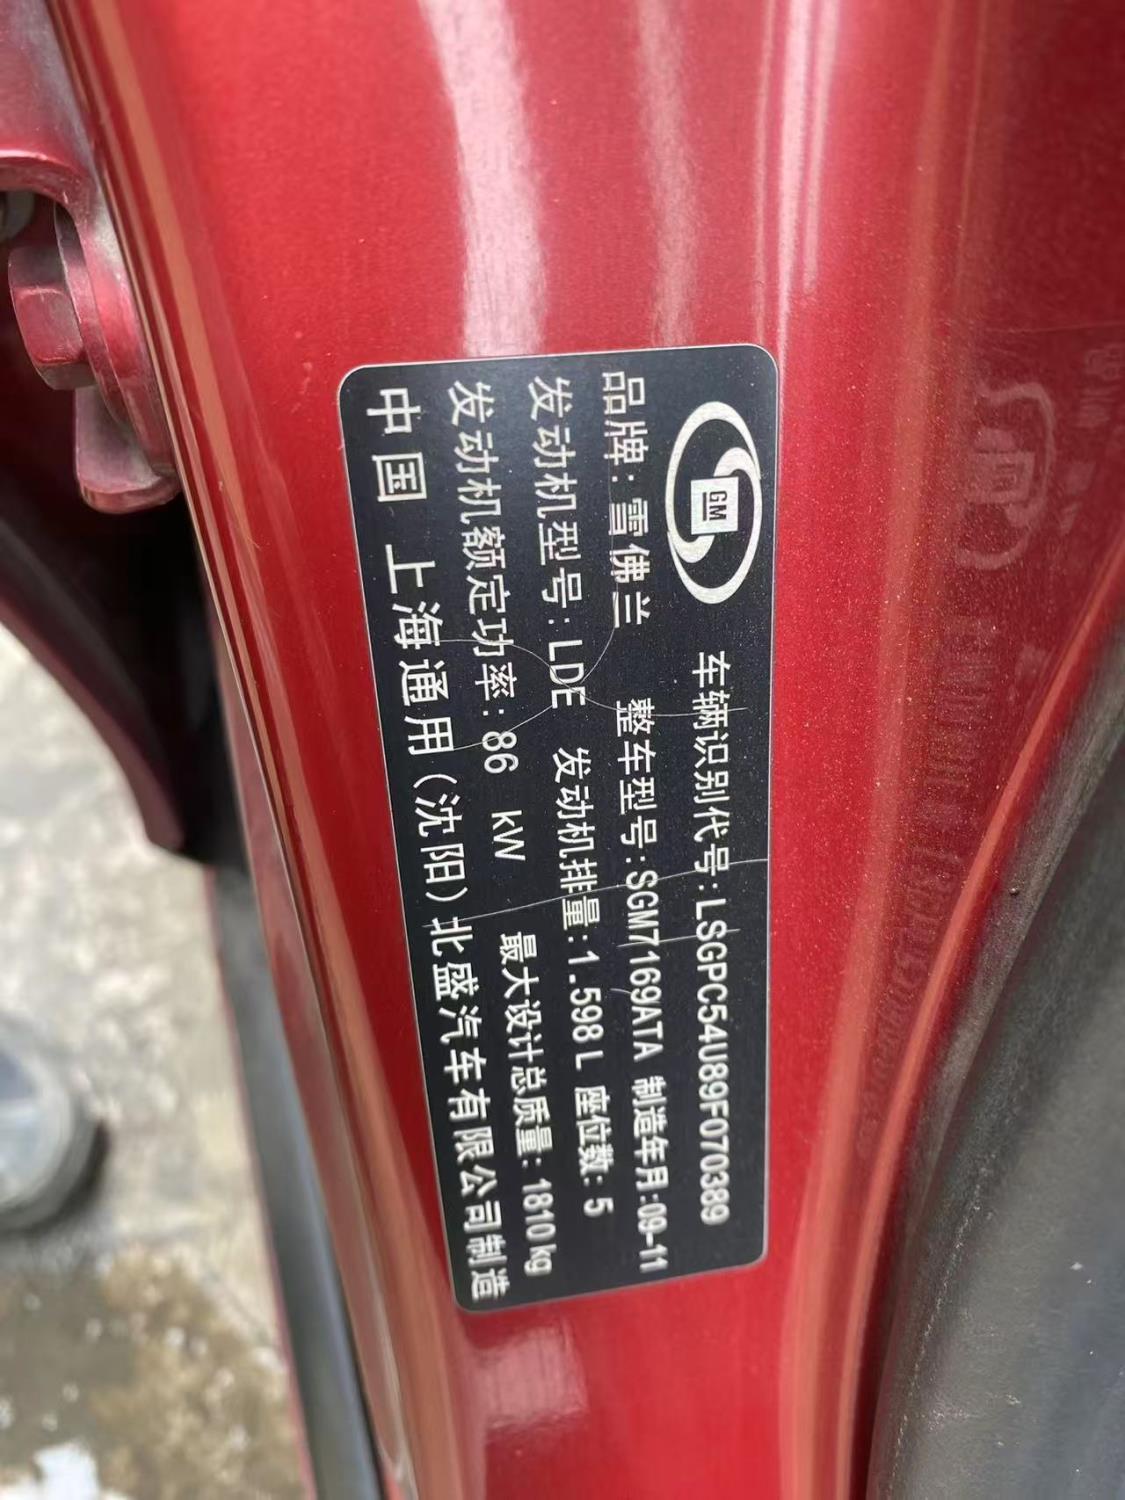 GM
车辆识别代号:LSGPC54U89F070389
品牌:雪佛兰 整车型号:SGM7169ATA 制造年月:09-11
发动机型号:LDE 发动机排量:1.598L 座位数:5
发动机额定功率:86 kW 最大设计总质量:1810kg
中国 上海通用(沈阳)北盛汽车有限公司制造